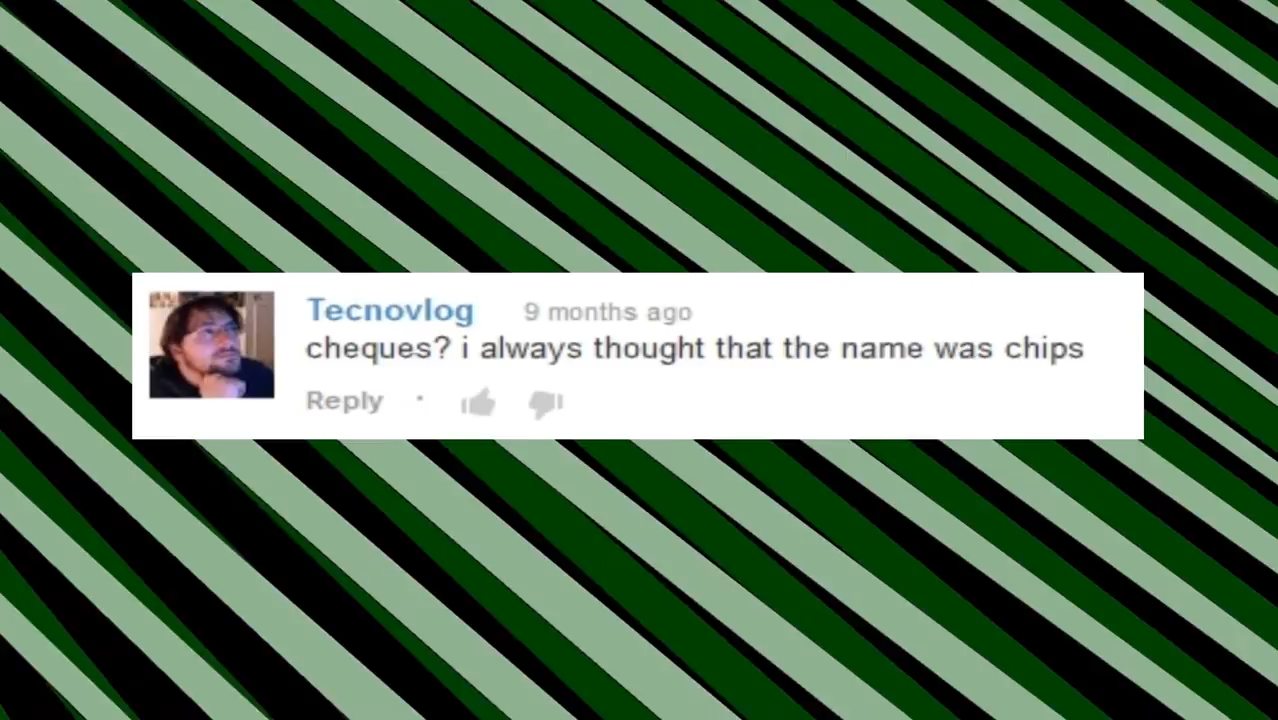 Tecnovlog 9 months ago
cheques? i always thought that the name was chips
Reply ·